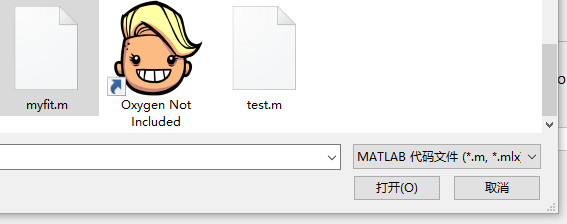 myfit.m
Oxygen Not
Included
test.m
MATLAB 代码文件 (*.m, *.mlx)
打开(O)
取消